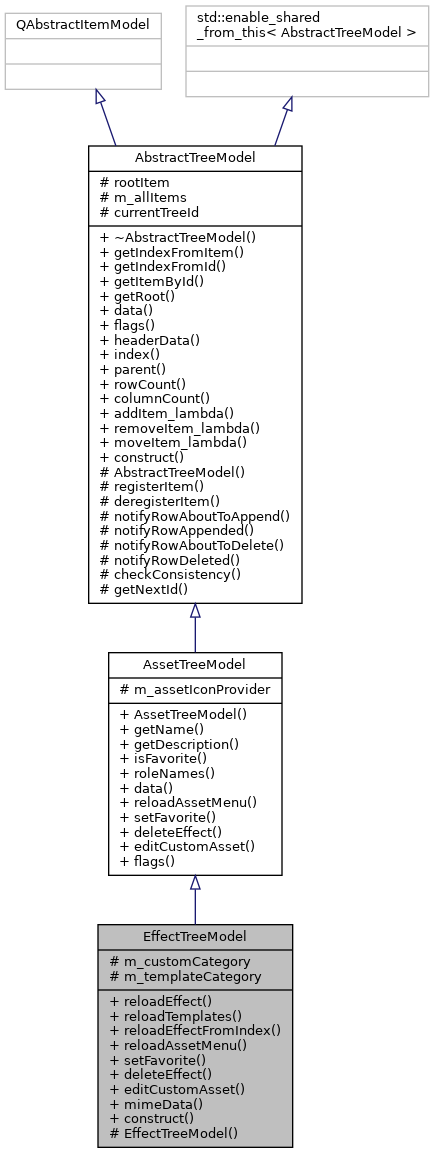 QAbstractItemModel
std::enable_shared
_from_this< AbstractTreeModel >
AbstractTreeModel
# rootItem
# m_allItems
# currentTreeId
+ ~AbstractTreeModel()
+ getIndexFromItem()
+ getIndexFromId()
+ getItemById()
+ getRoot()
+ data()
+ flags()
+ headerData()
+ index()
+ parent()
+ rowCount()
+ columnCount()
+ addItem_lambda()
+ removeItem_lambda()
+ moveItem_lambda()
+ construct()
# AbstractTreeModel()
# registerItem()
# deregisterItem()
# notifyRowAboutToAppend()
# notifyRowAppended()
# notifyRowAboutToDelete()
# notifyRowDeleted()
# checkConsistency()
# getNextId()
AssetTreeModel
# m_assetIconProvider
+ AssetTreeModel()
+ getName()
+ getDescription()
+ isFavorite()
+ roleNames()
+ data()
+ reloadAssetMenu()
+ setFavorite()
+ deleteEffect()
+ editCustomAsset()
+ flags()
EffectTreeModel
# m_customCategory
# m_templateCategory
+ reloadEffect()
+ reloadTemplates()
+ reloadEffectFromIndex()
+ reloadAssetMenu()
+ setFavorite()
+ deleteEffect()
+ editCustomAsset()
+ mimeData()
+ construct()
# EffectTreeModel()